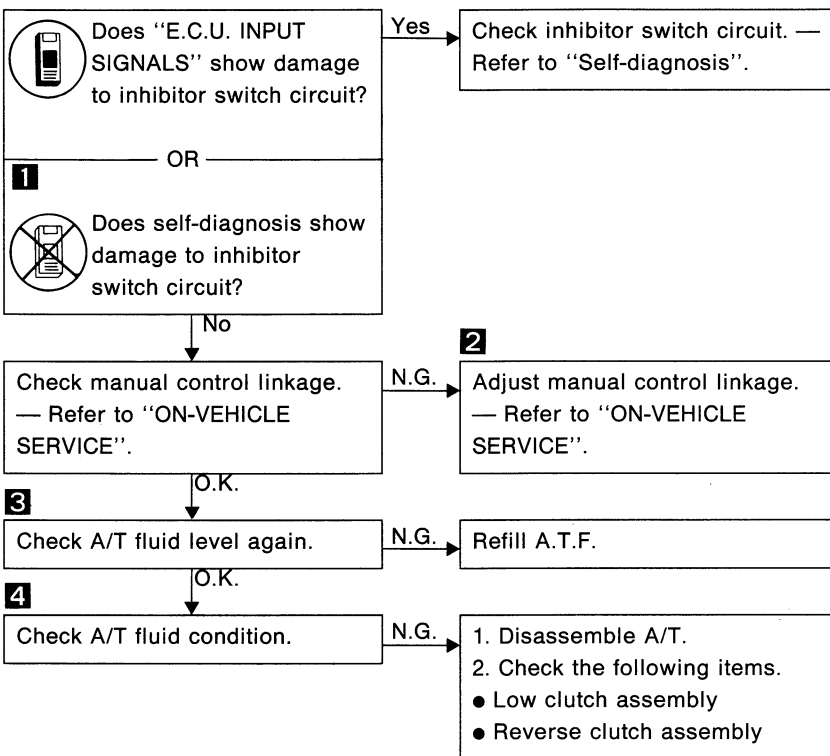 Does "E.C.U. INPUT
SIGNALS" show damage
to inhibitor switch circuit?
Yes
Check inhibitor switch circuit. —
Refer to "Self-diagnosis".
OR
1
Does self-diagnosis show
damage to inhibitor
switch circuit?
No
Check manual control linkage.
— Refer to "ON-VEHICLE
SERVICE".
N.G.
2
Adjust manual control linkage.
— Refer to "ON-VEHICLE
SERVICE".
O.K.
3
Check A/T fluid level again.
N.G.
Refill A.T.F.
O.K.
4
Check A/T fluid condition.
N.G.
1. Disassemble A/T.
2. Check the following items.
● Low clutch assembly
● Reverse clutch assembly